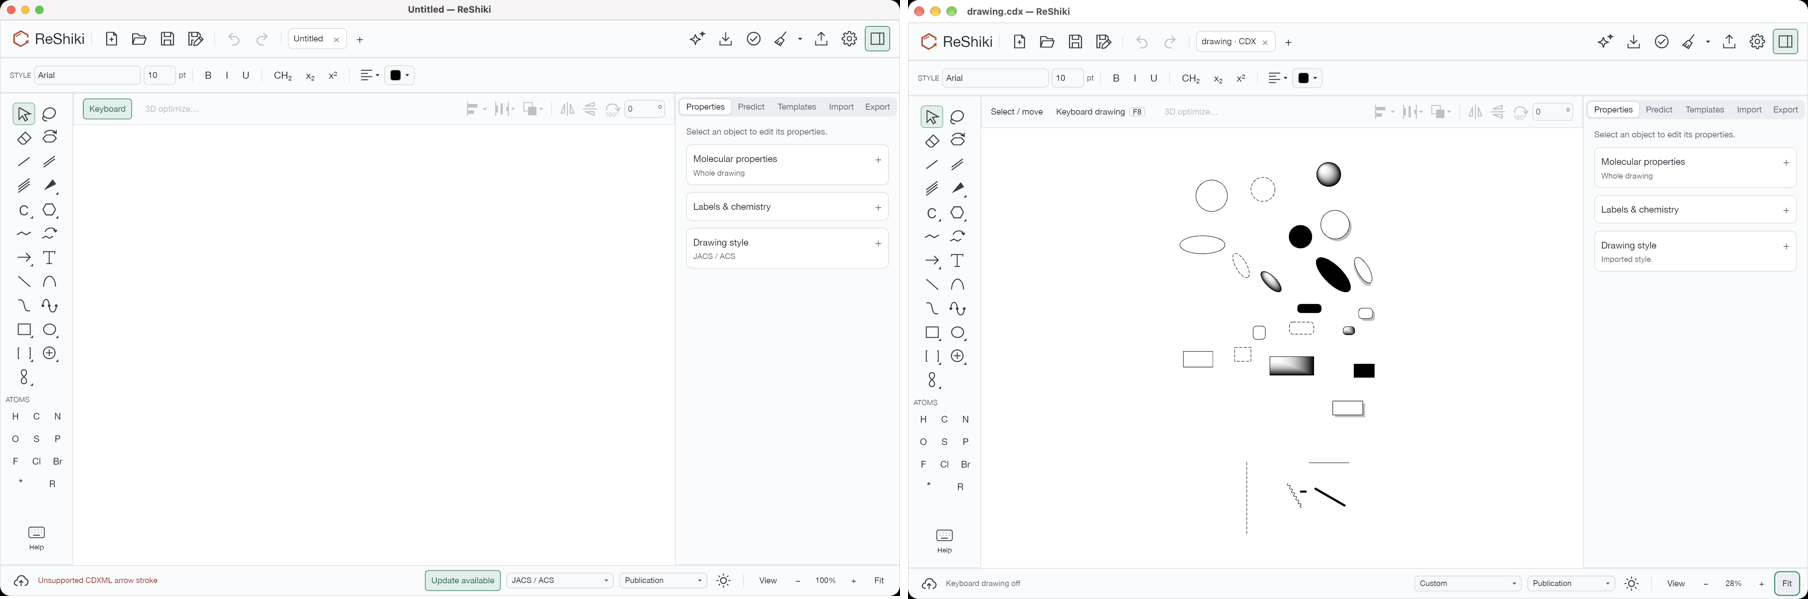 Untitled — ReShiki
ReShiki
Untitled ×
+
STYLE Arial 10 pt B I U CH₂ x₂ x²
Keyboard 3D optimize... 180° 0 °
Properties Predict Templates Import Export
Select an object to edit its properties.
Molecular properties +
Whole drawing
Labels & chemistry +
Drawing style +
JACS / ACS
C
T
[ ]
ATOMS
H C N
O S P
F Cl Br
* R
Help
Unsupported CDXML arrow stroke
Update available JACS / ACS Publication View − 100% + Fit
drawing.cdx — ReShiki
ReShiki
drawing · CDX ×
+
STYLE Arial 10 pt B I U CH₂ x₂ x²
Select / move Keyboard drawing F8 3D optimize... 180° 0 °
Properties Predict Templates Import Export
Select an object to edit its properties.
Molecular properties +
Whole drawing
Labels & chemistry +
Drawing style +
Imported style
C
T
[ ]
ATOMS
H C N
O S P
F Cl Br
* R
Help
Keyboard drawing off
Custom Publication View − 28% + Fit